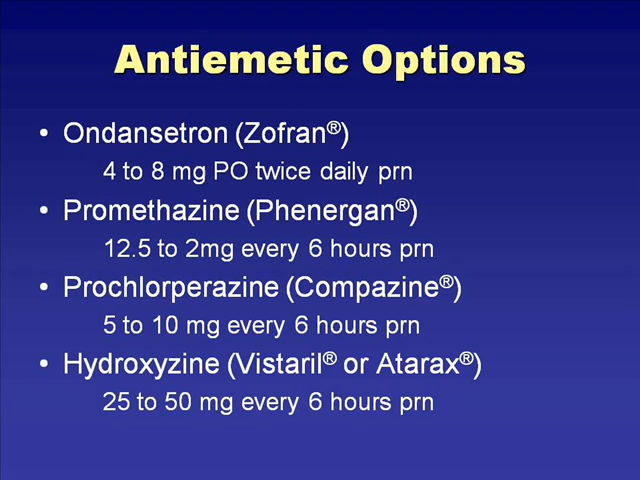 Antiemetic Options
• Ondansetron (Zofran®)
4 to 8 mg PO twice daily prn
• Promethazine (Phenergan®)
12.5 to 2mg every 6 hours prn
• Prochlorperazine (Compazine®)
5 to 10 mg every 6 hours prn
• Hydroxyzine (Vistaril® or Atarax®)
25 to 50 mg every 6 hours prn